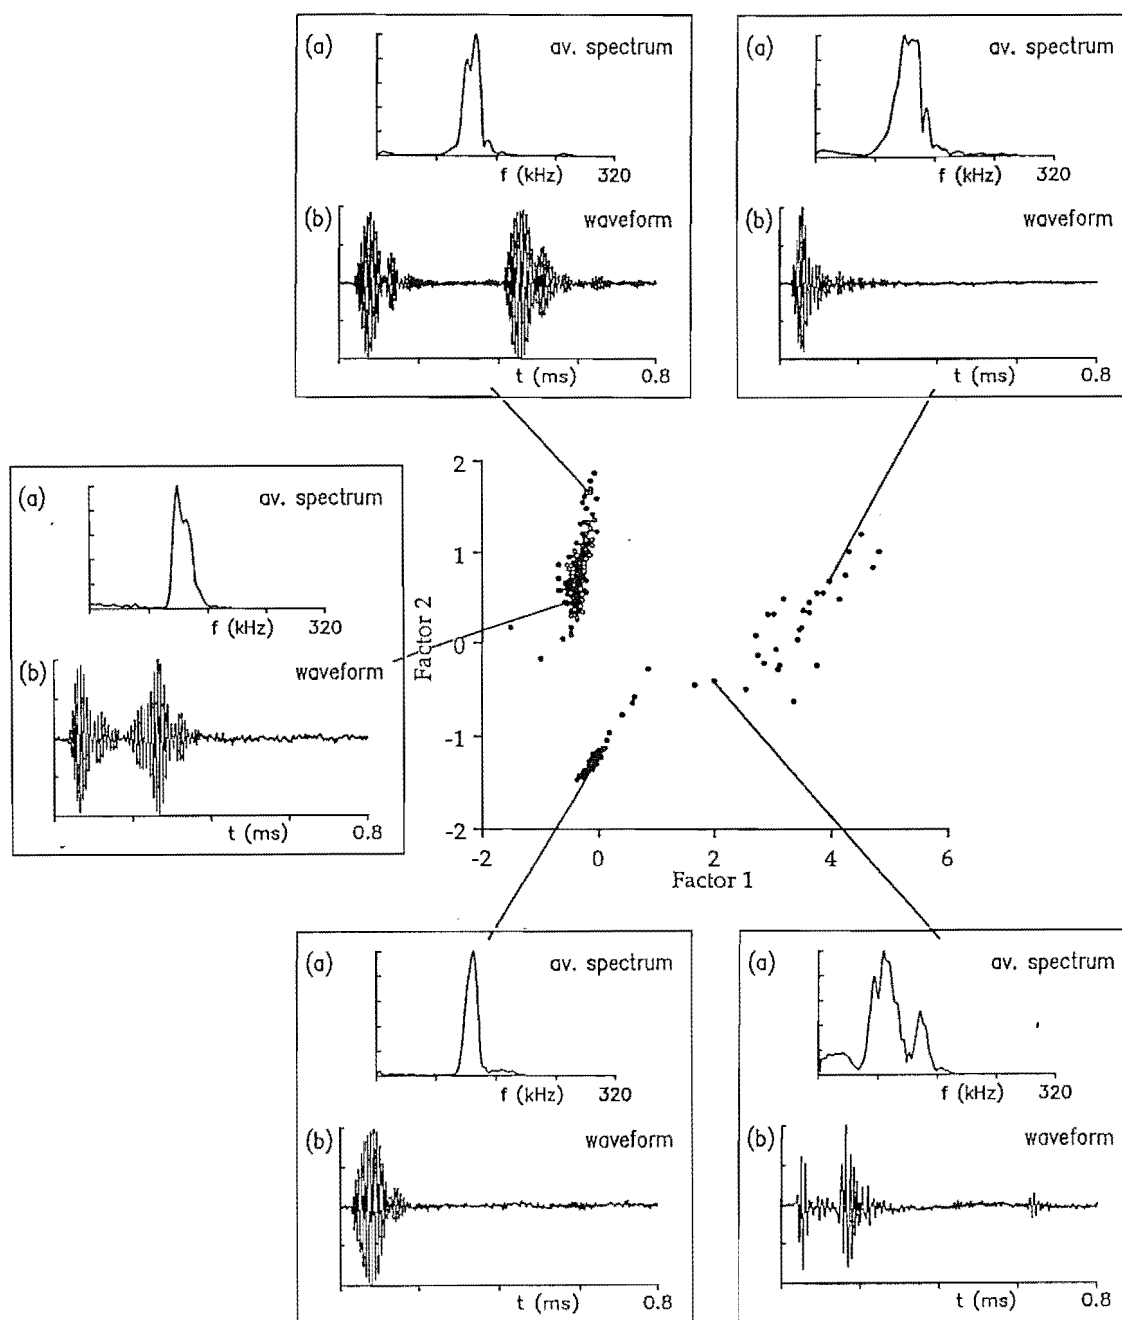 (a) av. spectrum
f (kHz) 320
(b) waveform
t (ms) 0.8
(a) av. spectrum
f (kHz) 320
(b) waveform
t (ms) 0.8
(a) av. spectrum
f (kHz) 320
(b) waveform
t (ms) 0.8
2
1
0
-1
-2
Factor 2
-2 0 2 4 6
Factor 1
(a) av. spectrum
f (kHz) 320
(b) waveform
t (ms) 0.8
(a) av. spectrum
f (kHz) 320
(b) waveform
t (ms) 0.8